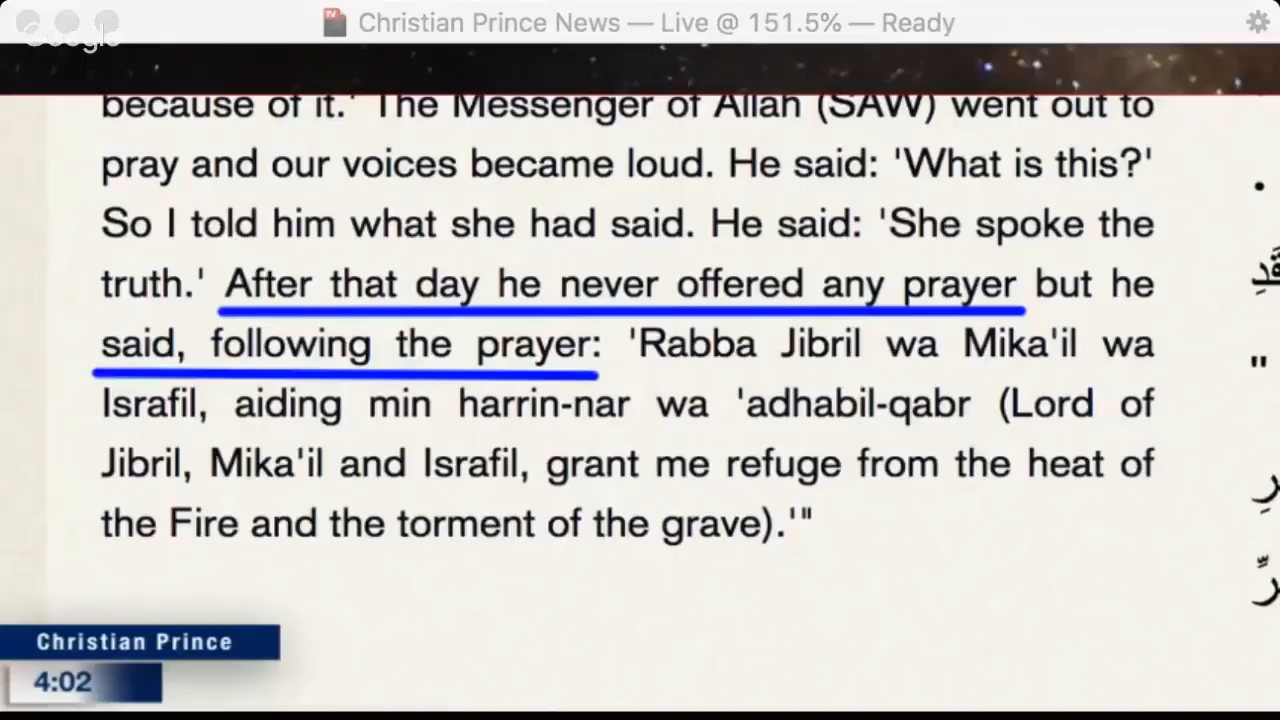 Christian Prince News — Live @ 151.5% — Ready
Google
because of it.' The Messenger of Allah (SAW) went out to
pray and our voices became loud. He said: 'What is this?'
So I told him what she had said. He said: 'She spoke the
truth.' After that day he never offered any prayer but he
said, following the prayer: 'Rabba Jibril wa Mika'il wa
Israfil, aiding min harrin-nar wa 'adhabil-qabr (Lord of
Jibril, Mika'il and Israfil, grant me refuge from the heat of
the Fire and the torment of the grave).'"
Christian Prince
4:02